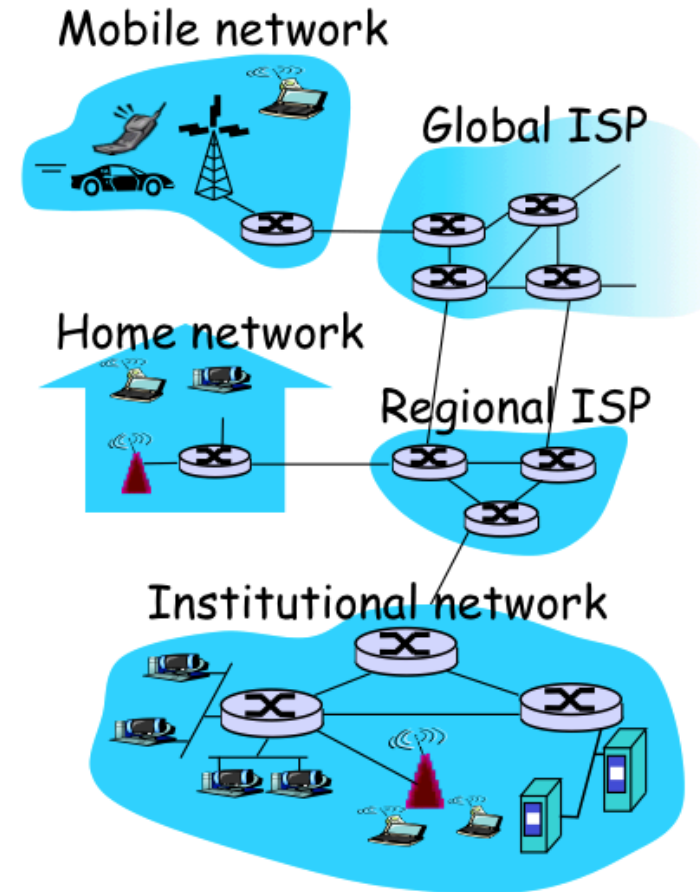 Mobile network
Global ISP
Home network
Regional ISP
Institutional network